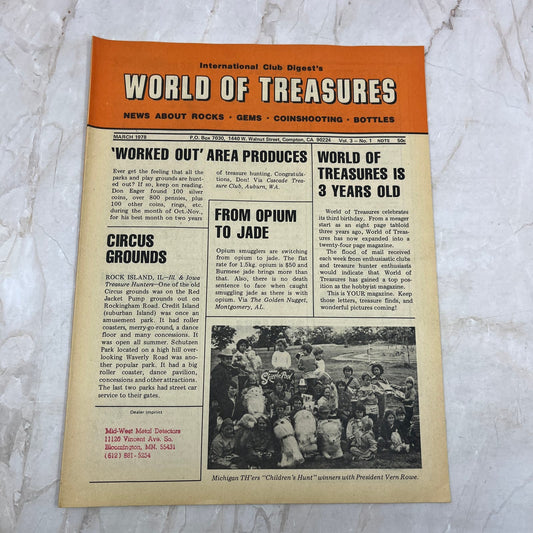 International Club Digest's
WORLD OF TREASURES
NEWS ABOUT ROCKS • GEMS • COINSHOOTING • BOTTLES
MARCH 1978 P.O. Box 7030, 1440 W. Walnut Street, Compton, CA 90224 Vol. 3 – No. 1 NDTE 50¢
'WORKED OUT' AREA PRODUCES
Ever get the feeling that all the
parks and play grounds are hunt-
ed out? If so, keep on reading.
Don Eager found 100 silver
coins, over 800 pennies, plus
100 other coins, rings, etc.
during the month of Oct.-Nov.,
for his best month on two years
of treasure hunting. Congratula-
tions, Don! Via Cascade Trea-
sure Club, Auburn, WA.
CIRCUS
GROUNDS
ROCK ISLAND, IL—Ill. & Iowa
Treasure Hunters—One of the old
Circus grounds was on the Red
Jacket Pump grounds out on
Rockingham Road. Credit Island
(suburban Island) was once an
amusement park. It had roller
coasters, merry-go-round, a dance
floor and many concessions. It
was open all summer. Schutzen
Park located on a high hill over-
looking Waverly Road was ano-
ther popular park. It had a big
roller coaster, dance pavilion,
concessions and other attractions.
The last two parks had street car
service to their gates.
Dealer imprint
Mid-West Metal Detectors
11120 Vincent Ave. So.
Bloomington, MN. 55431
(612) 881-5254
FROM OPIUM
TO JADE
Opium smugglers are switching
from opium to jade. The flat
rate for 1.5kg. opium is $50 and
Burmese jade brings more than
that. Also, there is no death
sentence to face when caught
smuggling jade as there is with
opium. Via The Golden Nugget,
Montgomery, AL.
WORLD OF
TREASURES IS
3 YEARS OLD
World of Treasures celebrates
its third birthday. From a meager
start as an eight page tabloid
three years ago, World of Treas-
ures has now expanded into a
twenty-four page magazine.
The flood of mail received
each week from enthusiastic clubs
and treasure hunter enthusiasts
would indicate that World of
Treasures has gained a top pos-
ition as the hobbyist magazine.
This is YOUR magazine. Keep
those letters, treasure finds, and
wonderful pictures coming!
Michigan TH'ers "Children's Hunt" winners with President Vern Rowe.